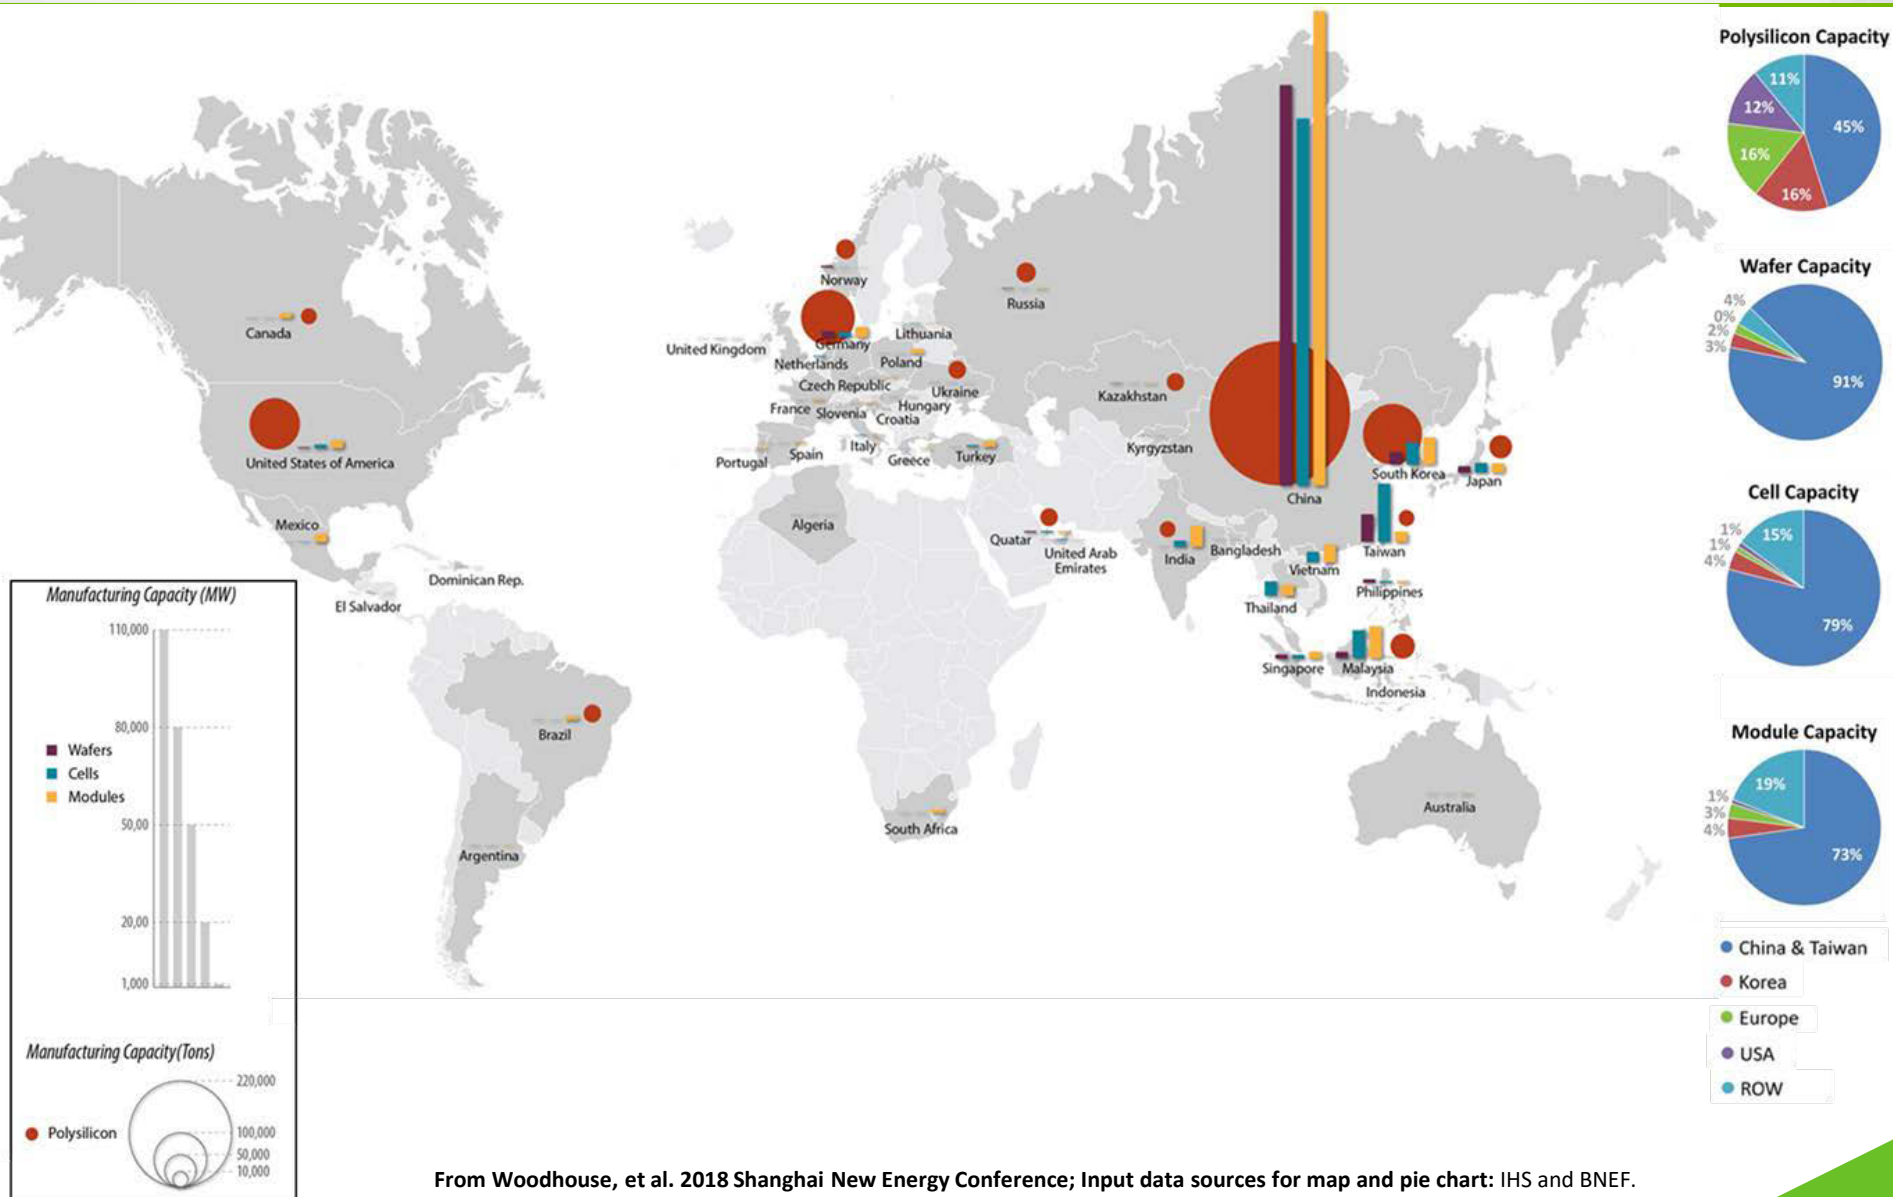 Polysilicon Capacity
11%
12%
45%
16%
16%
Wafer Capacity
4%
0%
2%
3%
91%
Cell Capacity
1%
15%
1%
4%
79%
Module Capacity
19%
1%
3%
4%
73%
China & Taiwan
Korea
Europe
USA
ROW
Canada
United States of America
Mexico
Dominican Rep.
El Salvador
Brazil
Argentina
Norway
Russia
United Kingdom
Germany
Lithuania
Netherlands
Poland
Czech Republic
Ukraine
France
Slovenia
Hungary
Croatia
Italy
Portugal
Spain
Greece
Turkey
Kazakhstan
Kyrgyzstan
China
South Korea
Japan
Algeria
Quatar
United Arab
Emirates
India
Bangladesh
Vietnam
Taiwan
Thailand
Philippines
Singapore
Malaysia
Indonesia
South Africa
Australia
Manufacturing Capacity (MW)
110,000
80,000
Wafers
Cells
Modules
50,00
20,00
1,000
Manufacturing Capacity(Tons)
220,000
Polysilicon
100,000
50,000
10,000
From Woodhouse, et al. 2018 Shanghai New Energy Conference; Input data sources for map and pie chart: IHS and BNEF.